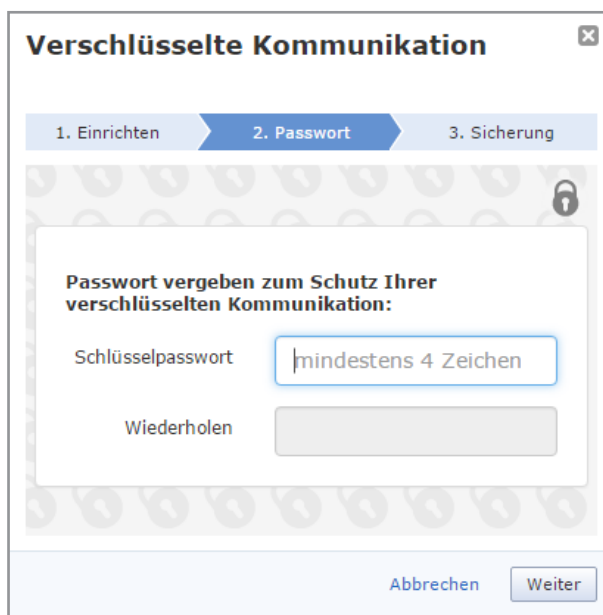 Verschlüsselte Kommunikation
1. Einrichten
2. Passwort
3. Sicherung
Passwort vergeben zum Schutz Ihrer
verschlüsselten Kommunikation:
Schlüsselpasswort
mindestens 4 Zeichen
Wiederholen
Abbrechen
Weiter